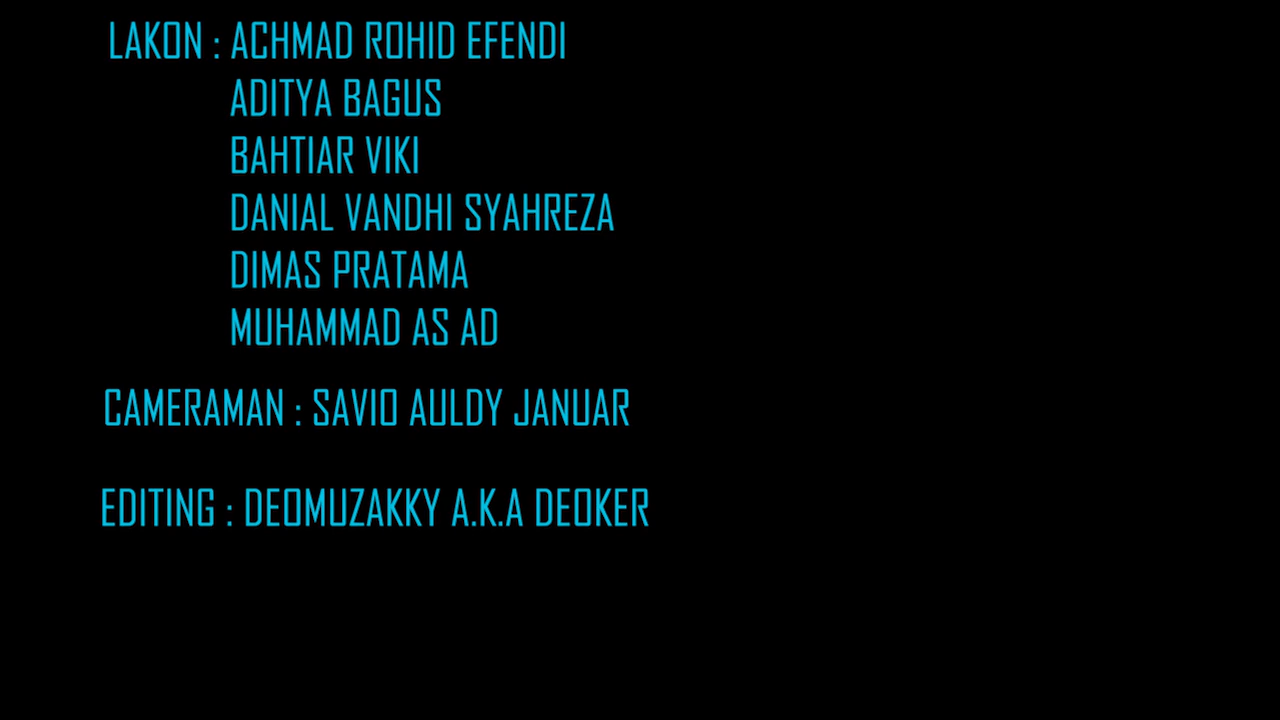 LAKON : ACHMAD ROHID EFENDI
ADITYA BAGUS
BAHTIAR VIKI
DANIAL VANDHI SYAHREZA
DIMAS PRATAMA
MUHAMMAD AS AD
CAMERAMAN : SAVIO AULDY JANUAR
EDITING : DEOMUZAKKY A.K.A DEOKER